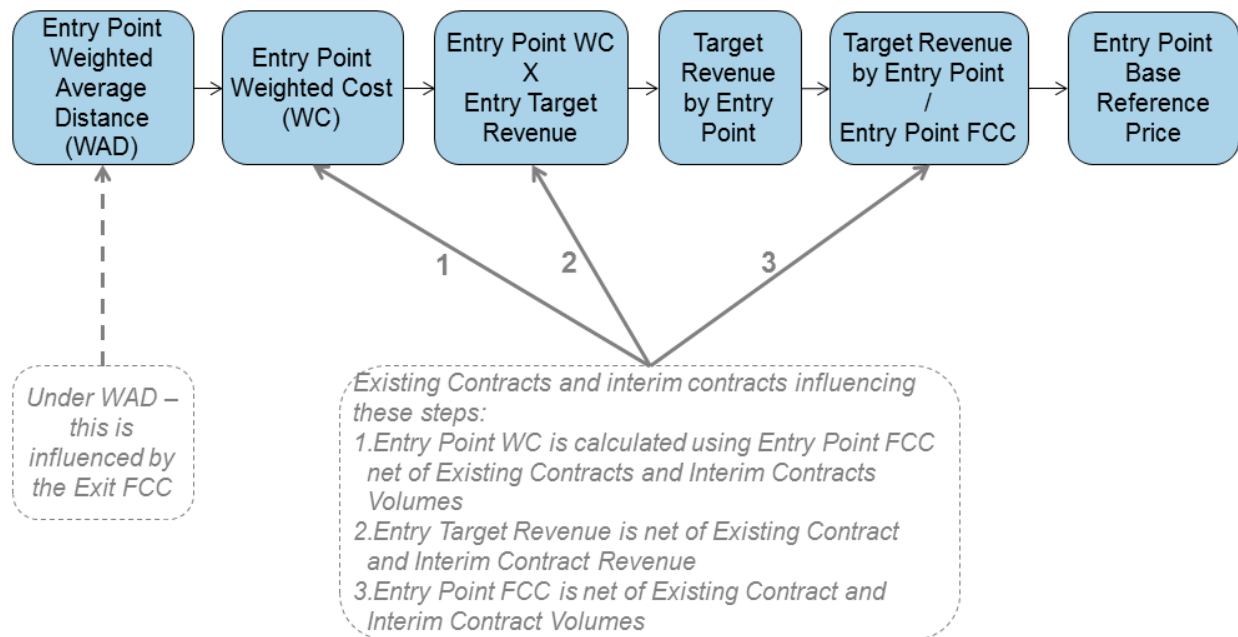 Entry Point
Weighted
Average
Distance
(WAD)
Entry Point
Weighted Cost
(WC)
Entry Point WC
X
Entry Target
Revenue
Target
Revenue
by Entry
Point
Target Revenue
by Entry Point
/
Entry Point FCC
Entry Point
Base
Reference
Price
1
2
3
Under WAD –
this is
influenced by
the Exit FCC
Existing Contracts and interim contracts influencing
these steps:
1.Entry Point WC is calculated using Entry Point FCC
net of Existing Contracts and Interim Contracts
Volumes
2.Entry Target Revenue is net of Existing Contract
and Interim Contract Revenue
3.Entry Point FCC is net of Existing Contract and
Interim Contract Volumes